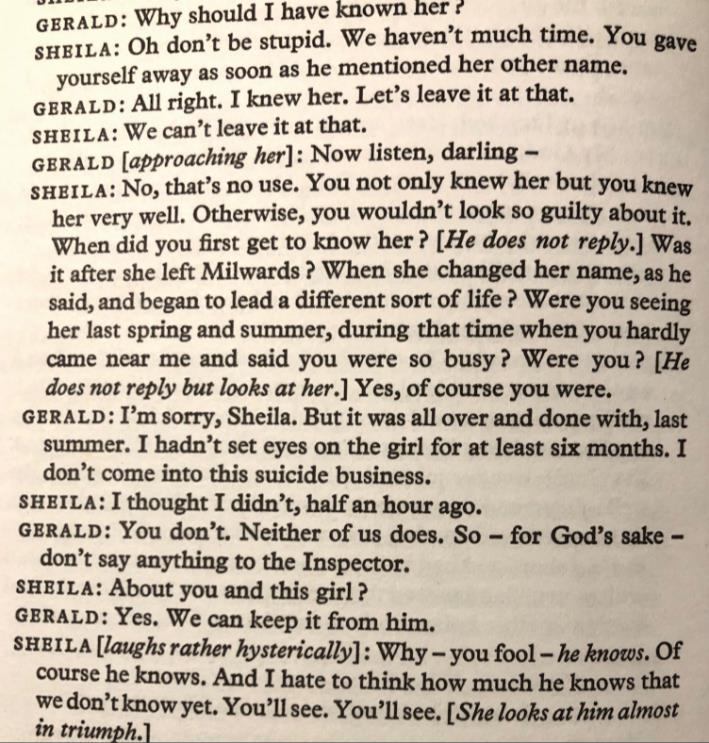 GERALD: Why should I have known her ?
SHEILA: Oh don't be stupid. We haven't much time. You gave
yourself away as soon as he mentioned her other name.
GERALD: All right. I knew her. Let's leave it at that.
SHEILA: We can't leave it at that.
GERALD [approaching her]: Now listen, darling –
SHEILA: No, that's no use. You not only knew her but you knew
her very well. Otherwise, you wouldn't look so guilty about it.
When did you first get to know her ? [He does not reply.] Was
it after she left Milwards ? When she changed her name, as he
said, and began to lead a different sort of life ? Were you seeing
her last spring and summer, during that time when you hardly
came near me and said you were so busy ? Were you ? [He
does not reply but looks at her.] Yes, of course you were.
GERALD: I'm sorry, Sheila. But it was all over and done with, last
summer. I hadn't set eyes on the girl for at least six months. I
don't come into this suicide business.
SHEILA: I thought I didn't, half an hour ago.
GERALD: You don't. Neither of us does. So – for God's sake –
don't say anything to the Inspector.
SHEILA: About you and this girl ?
GERALD: Yes. We can keep it from him.
SHEILA [laughs rather hysterically]: Why – you fool – he knows. Of
course he knows. And I hate to think how much he knows that
we don't know yet. You'll see. You'll see. [She looks at him almost
in triumph.]